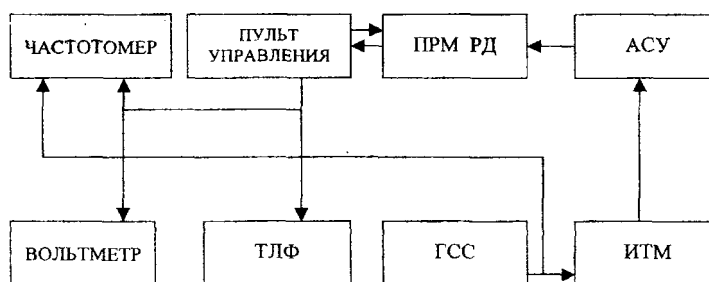 ЧАСТОТОМЕР
ПУЛЬТ
УПРАВЛЕНИЯ
ПРМ РД
АСУ
ВОЛЬТМЕТР
ТЛФ
ГСС
ИТМ